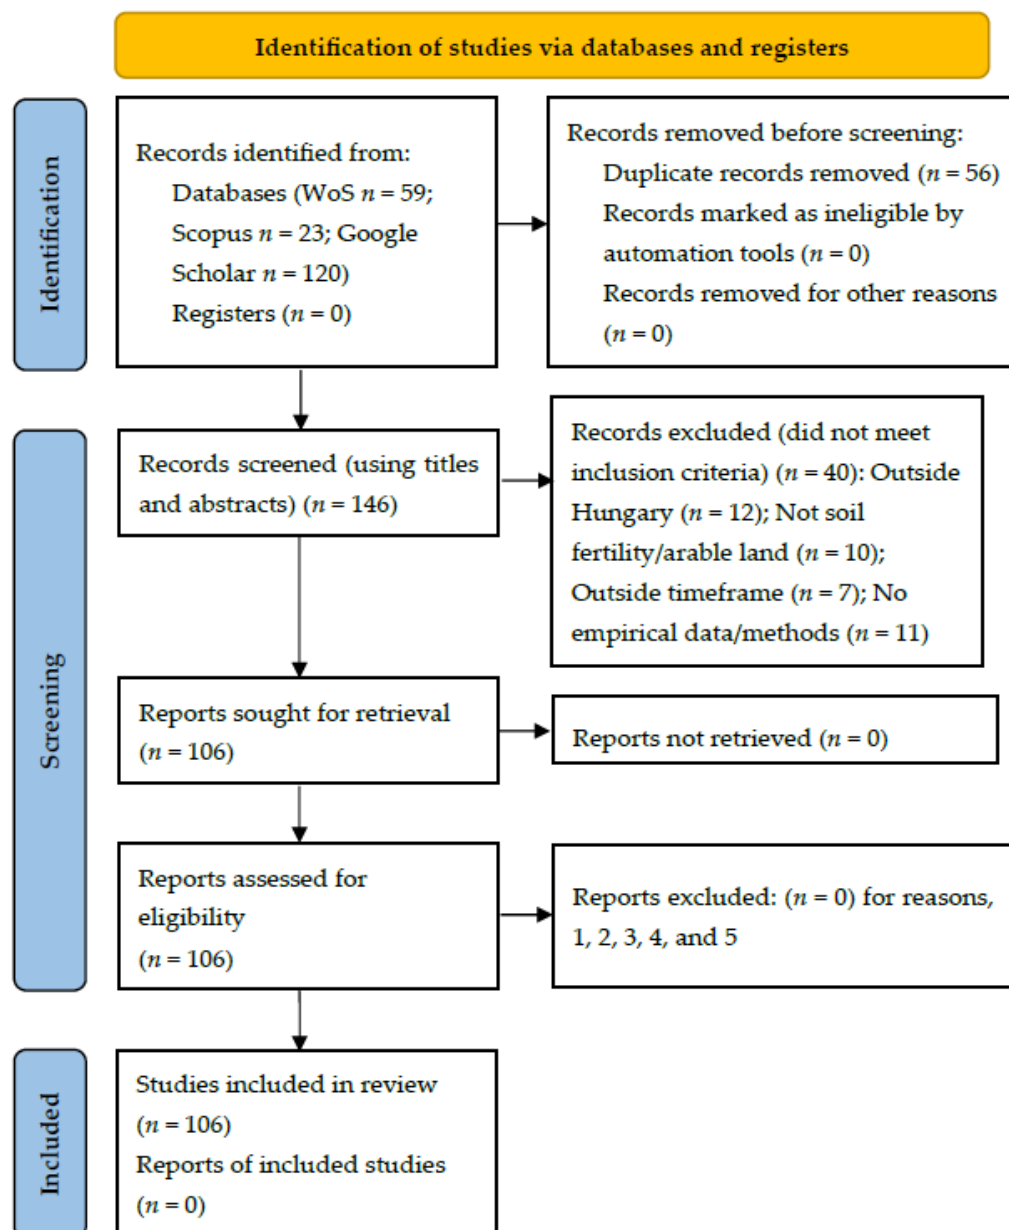 Identification of studies via databases and registers
Identification
Records identified from:
Databases (WoS n = 59;
Scopus n = 23; Google
Scholar n = 120)
Registers (n = 0)
Records removed before screening:
Duplicate records removed (n = 56)
Records marked as ineligible by
automation tools (n = 0)
Records removed for other reasons
(n = 0)
Screening
Records screened (using titles
and abstracts) (n = 146)
Records excluded (did not meet
inclusion criteria) (n = 40): Outside
Hungary (n = 12); Not soil
fertility/arable land (n = 10);
Outside timeframe (n = 7); No
empirical data/methods (n = 11)
Reports sought for retrieval
(n = 106)
Reports not retrieved (n = 0)
Reports assessed for
eligibility
(n = 106)
Reports excluded: (n = 0) for reasons,
1, 2, 3, 4, and 5
Included
Studies included in review
(n = 106)
Reports of included studies
(n = 0)